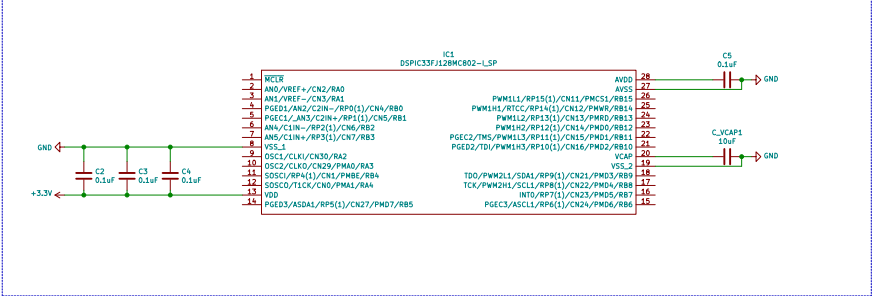 IC1
DSPIC33FJ128MC802-I_SP
1 MCLR
2 AN0/VREF+/CN2/RA0
3 AN1/VREF-/CN3/RA1
4 PGED1/AN2/C2IN-/RP0(1)/CN4/RB0
5 PGEC1/_AN3/C2IN+/RP1(1)/CN5/RB1
6 AN4/C1IN-/RP2(1)/CN6/RB2
7 AN5/C1IN+/RP3(1)/CN7/RB3
8 VSS_1
9 OSC1/CLKI/CN30/RA2
10 OSC2/CLKO/CN29/PMA0/RA3
11 SOSCI/RP4(1)/CN1/PMBE/RB4
12 SOSCO/T1CK/CN0/PMA1/RA4
13 VDD
14 PGED3/ASDA1/RP5(1)/CN27/PMD7/RB5
AVDD 28
AVSS 27
PWM1L1/RP15(1)/CN11/PMCS1/RB15 26
PWM1H1/RTCC/RP14(1)/CN12/PMWR/RB14 25
PWM1L2/RP13(1)/CN13/PMRD/RB13 24
PWM1H2/RP12(1)/CN14/PMD0/RB12 23
PGEC2/TMS/PWM1L3/RP11(1)/CN15/PMD1/RB11 22
PGED2/TDI/PWM1H3/RP10(1)/CN16/PMD2/RB10 21
VCAP 20
VSS_2 19
TDO/PWM2L1/SDA1/RP9(1)/CN21/PMD3/RB9 18
TCK/PWM2H1/SCL1/RP8(1)/CN22/PMD4/RB8 17
INT0/RP7(1)/CN23/PMD5/RB7 16
PGEC3/ASCL1/RP6(1)/CN24/PMD6/RB6 15
GND
C2
0.1uF
C3
0.1uF
C4
0.1uF
+3.3V
C5
0.1uF
GND
C_VCAP1
10uF
GND